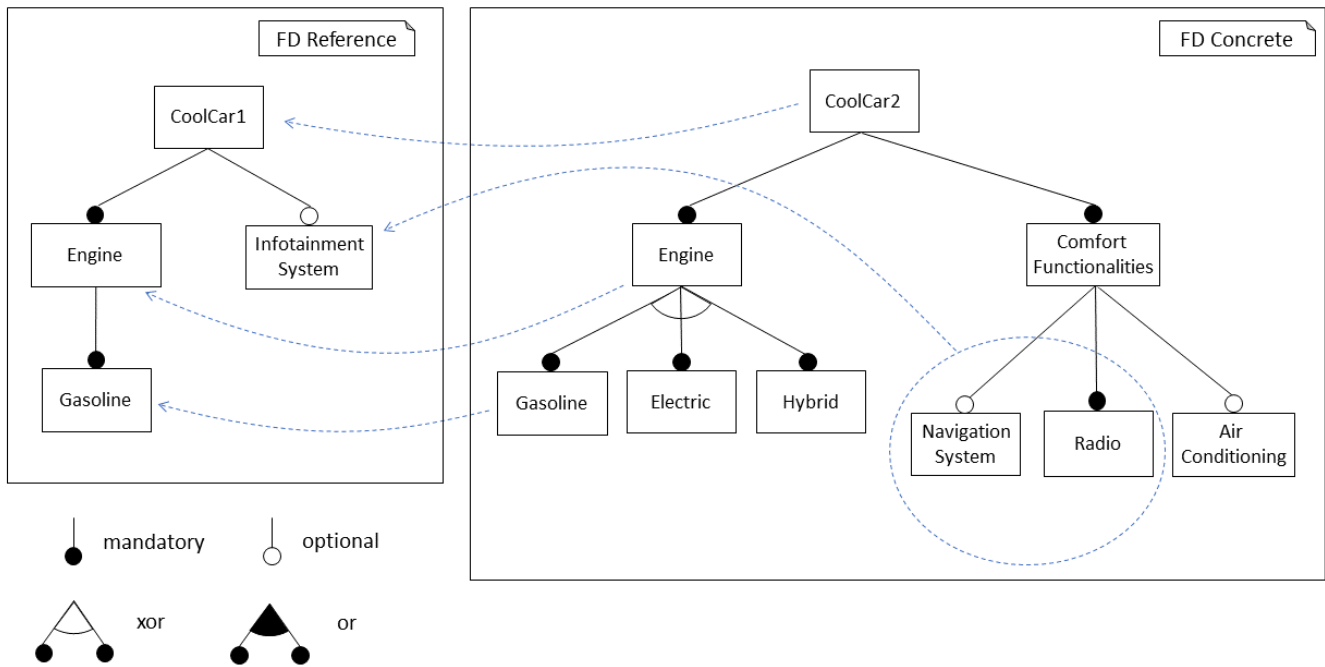 FD Reference
CoolCar1
Engine
Infotainment
System
Gasoline
FD Concrete
CoolCar2
Engine
Comfort
Functionalities
Gasoline
Electric
Hybrid
Navigation
System
Radio
Air
Conditioning
mandatory
optional
xor
or